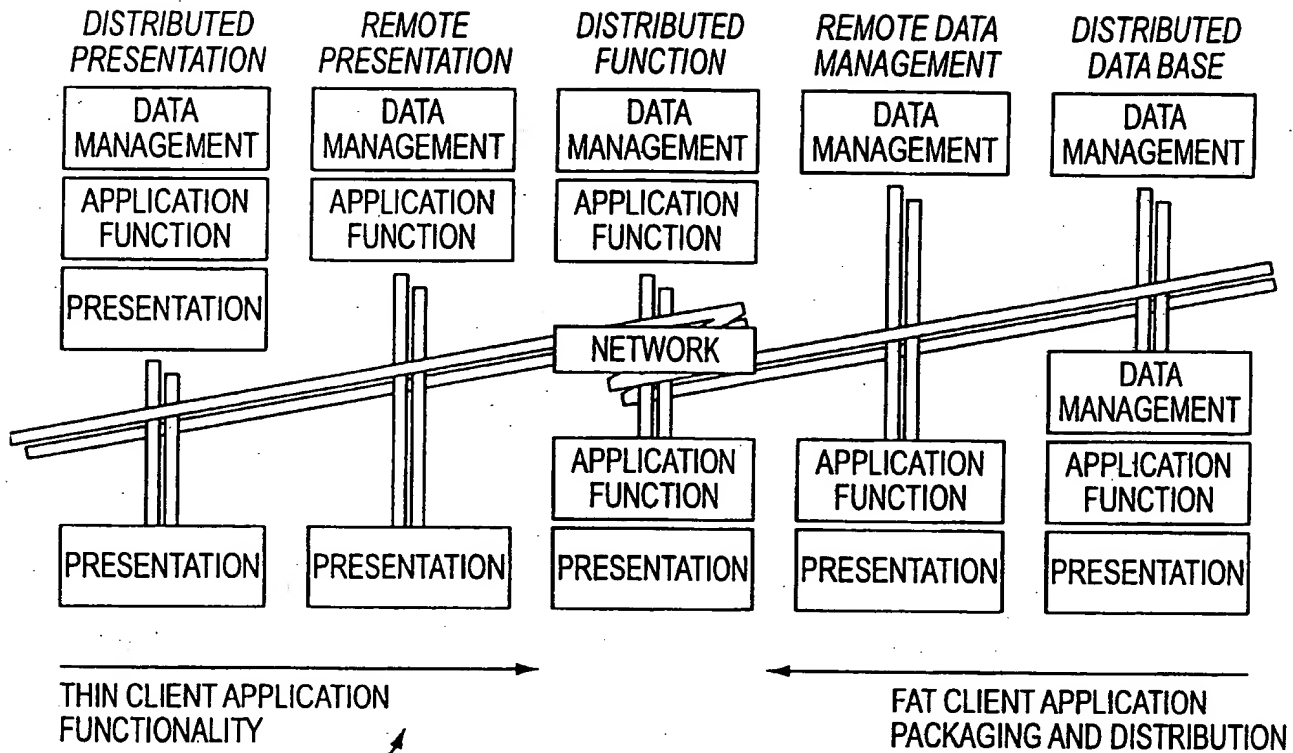 DISTRIBUTED
PRESENTATION
REMOTE
PRESENTATION
DISTRIBUTED
FUNCTION
REMOTE DATA
MANAGEMENT
DISTRIBUTED
DATA BASE
DATA
MANAGEMENT
APPLICATION
FUNCTION
PRESENTATION
PRESENTATION
DATA
MANAGEMENT
APPLICATION
FUNCTION
PRESENTATION
DATA
MANAGEMENT
APPLICATION
FUNCTION
NETWORK
APPLICATION
FUNCTION
PRESENTATION
DATA
MANAGEMENT
APPLICATION
FUNCTION
PRESENTATION
DATA
MANAGEMENT
DATA
MANAGEMENT
APPLICATION
FUNCTION
PRESENTATION
THIN CLIENT APPLICATION
FUNCTIONALITY
FAT CLIENT APPLICATION
PACKAGING AND DISTRIBUTION